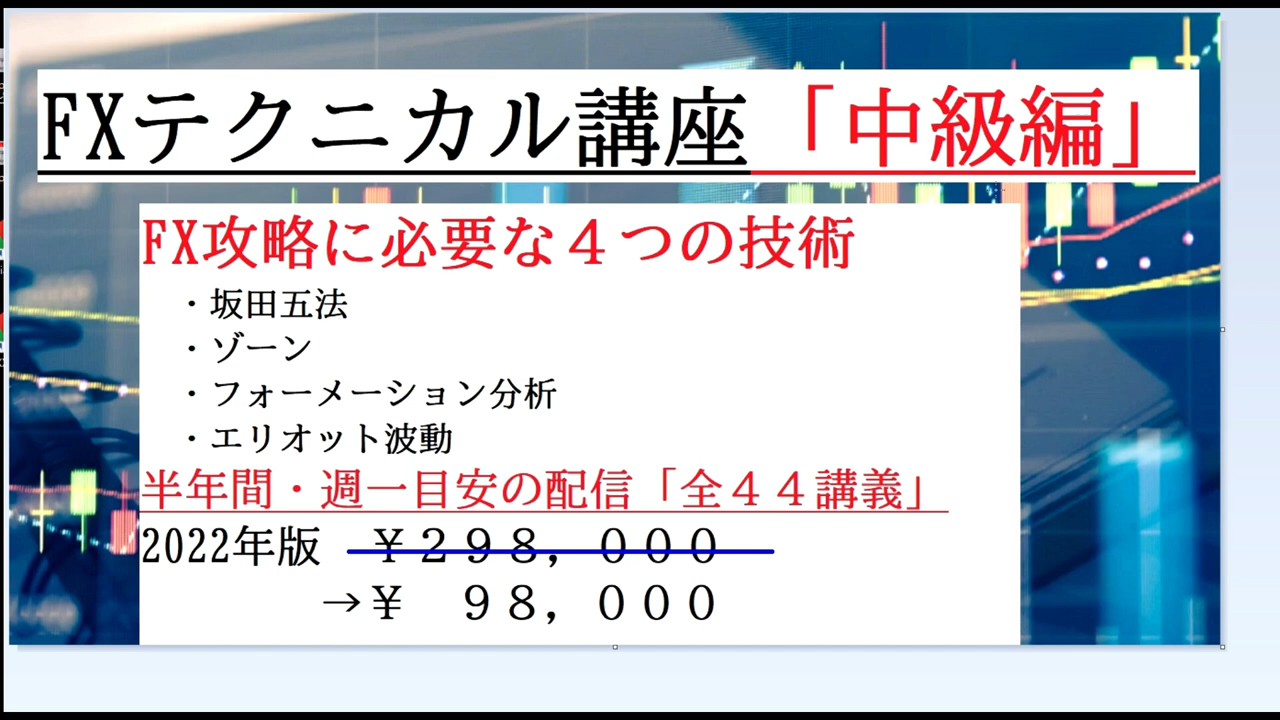 FXテクニカル講座「中級編」
FX攻略に必要な４つの技術
・坂田五法
・ゾーン
・フォーメーション分析
・エリオット波動
半年間・週一目安の配信「全４４講義」
2022年版　￥２９８，０００
→￥　９８，０００